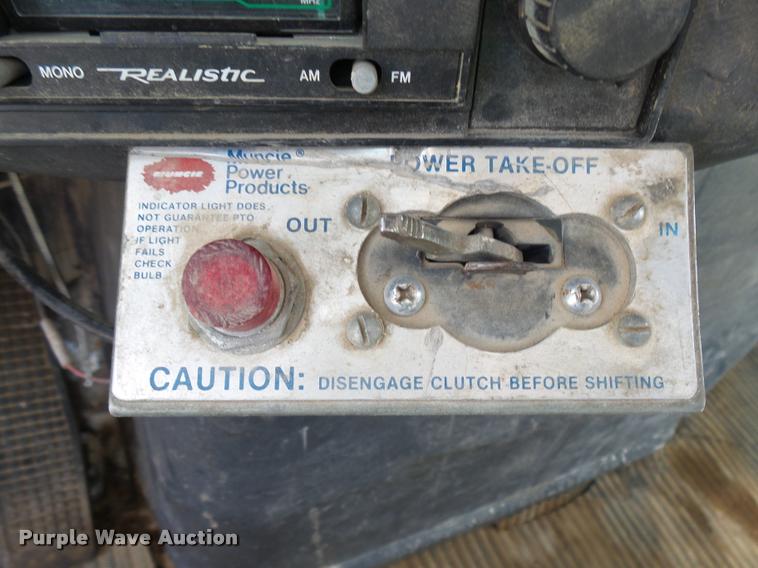 MHz
MONO REALISTIC AM FM
MUNCIE
Muncie®
Power
Products
POWER TAKE-OFF
INDICATOR LIGHT DOES
NOT GUARANTEE PTO
OPERATION
IF LIGHT
FAILS
CHECK
BULB
OUT
IN
CAUTION: DISENGAGE CLUTCH BEFORE SHIFTING
Purple Wave Auction